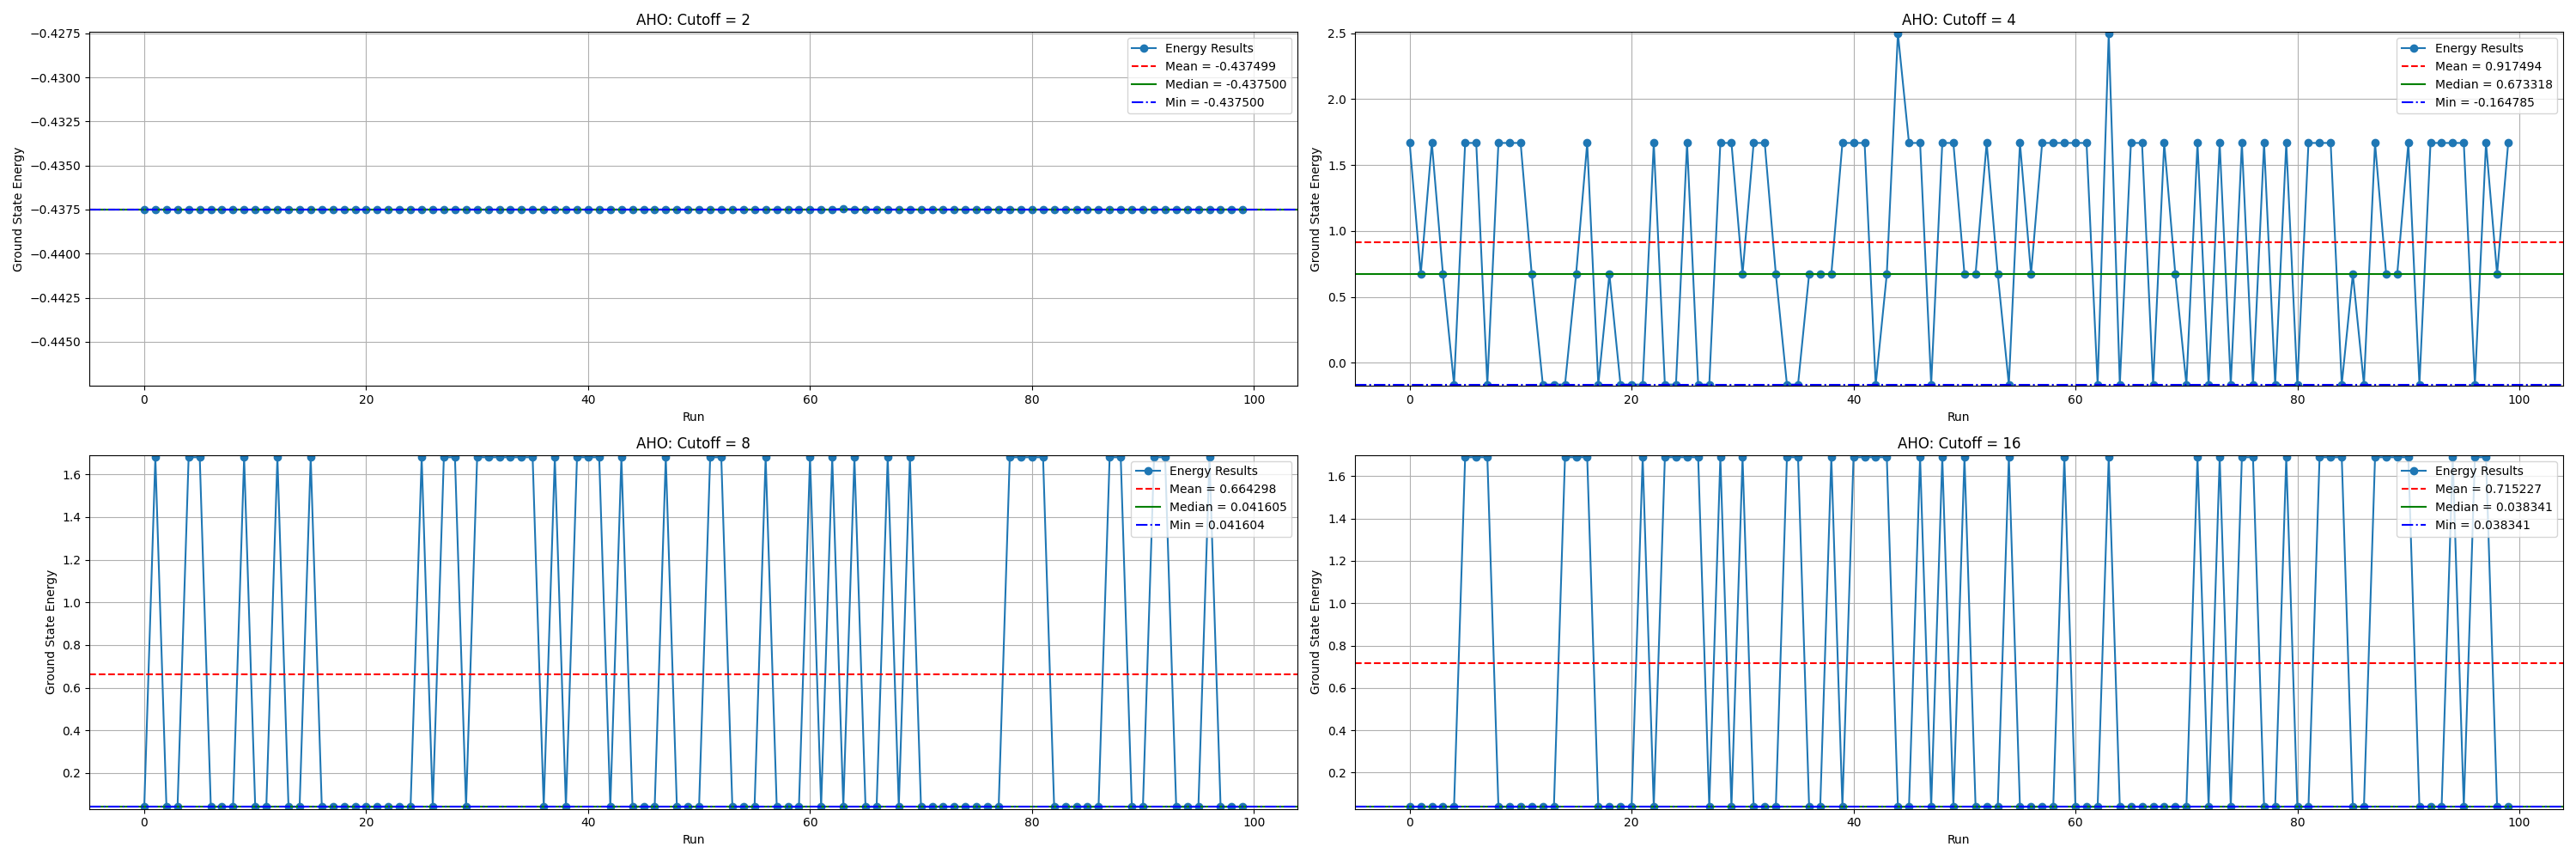 AHO: Cutoff = 2
Ground State Energy
−0.4275
−0.4300
−0.4325
−0.4350
−0.4375
−0.4400
−0.4425
−0.4450
Energy Results
Mean = -0.437499
Median = -0.437500
Min = -0.437500
0 20 40 60 80 100
Run
AHO: Cutoff = 4
Ground State Energy
2.5
2.0
1.5
1.0
0.5
0.0
Energy Results
Mean = 0.917494
Median = 0.673318
Min = -0.164785
0 20 40 60 80 100
Run
AHO: Cutoff = 8
Ground State Energy
1.6
1.4
1.2
1.0
0.8
0.6
0.4
0.2
Energy Results
Mean = 0.664298
Median = 0.041605
Min = 0.041604
0 20 40 60 80 100
Run
AHO: Cutoff = 16
Ground State Energy
1.6
1.4
1.2
1.0
0.8
0.6
0.4
0.2
Energy Results
Mean = 0.715227
Median = 0.038341
Min = 0.038341
0 20 40 60 80 100
Run